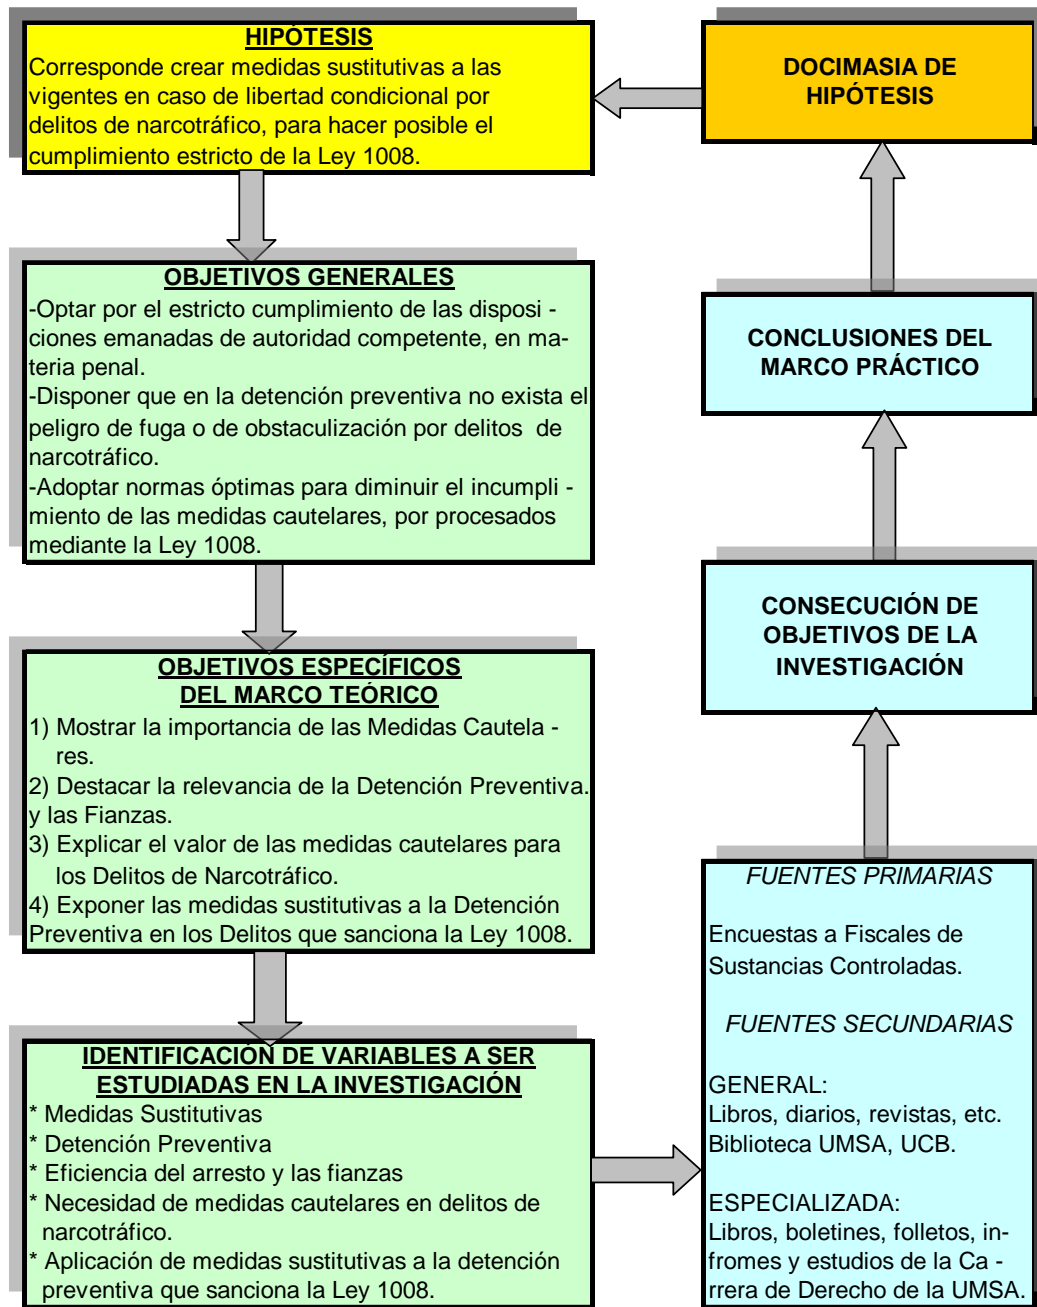 HIPÓTESIS
Corresponde crear medidas sustitutivas a las
vigentes en caso de libertad condicional por
delitos de narcotráfico, para hacer posible el
cumplimiento estricto de la Ley 1008.
OBJETIVOS GENERALES
-Optar por el estricto cumplimiento de las disposi -
ciones emanadas de autoridad competente, en ma-
teria penal.
-Disponer que en la detención preventiva no exista el
peligro de fuga o de obstaculización por delitos de
narcotráfico.
-Adoptar normas óptimas para diminuir el incumpli -
miento de las medidas cautelares, por procesados
mediante la Ley 1008.
OBJETIVOS ESPECÍFICOS
DEL MARCO TEÓRICO
1) Mostrar la importancia de las Medidas Cautela -
res.
2) Destacar la relevancia de la Detención Preventiva.
y las Fianzas.
3) Explicar el valor de las medidas cautelares para
los Delitos de Narcotráfico.
4) Exponer las medidas sustitutivas a la Detención
Preventiva en los Delitos que sanciona la Ley 1008.
IDENTIFICACIÓN DE VARIABLES A SER
ESTUDIADAS EN LA INVESTIGACIÓN
* Medidas Sustitutivas
* Detención Preventiva
* Eficiencia del arresto y las fianzas
* Necesidad de medidas cautelares en delitos de
narcotráfico.
* Aplicación de medidas sustitutivas a la detención
preventiva que sanciona la Ley 1008.
FUENTES PRIMARIAS
Encuestas a Fiscales de
Sustancias Controladas.
FUENTES SECUNDARIAS
GENERAL:
Libros, diarios, revistas, etc.
Biblioteca UMSA, UCB.
ESPECIALIZADA:
Libros, boletines, folletos, in-
fromes y estudios de la Ca -
rrera de Derecho de la UMSA.
CONSECUCIÓN DE
OBJETIVOS DE LA
INVESTIGACIÓN
CONCLUSIONES DEL
MARCO PRÁCTICO
DOCIMASIA DE
HIPÓTESIS